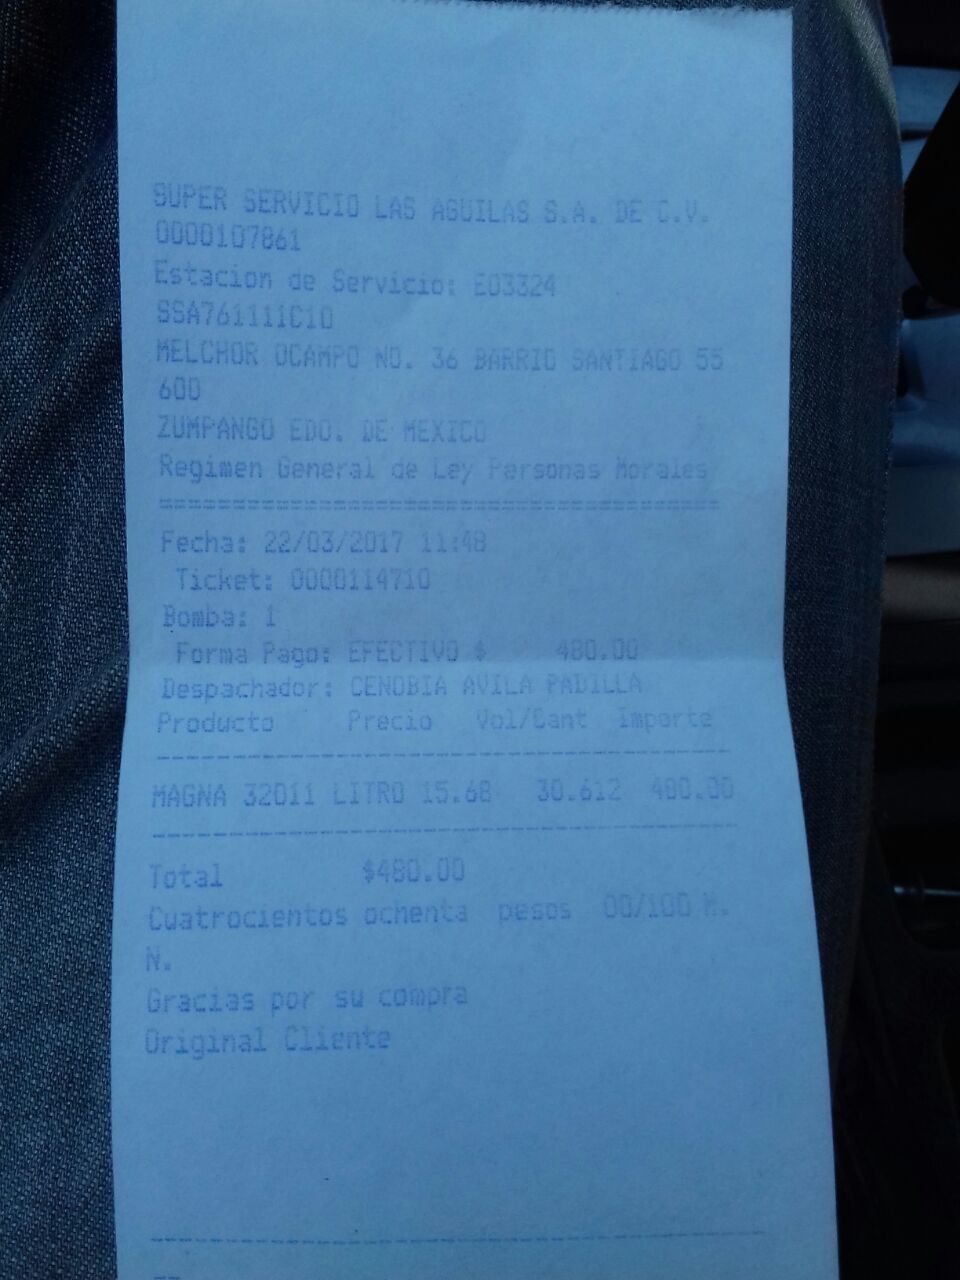 SUPER SERVICIO LAS AGUILAS S.A. DE C.V.
0000107861
Estacion de Servicio: E03324
SSA761111C10
MELCHOR OCAMPO NO. 36 BARRIO SANTIAGO 55
600
ZUMPANGO EDO. DE MEXICO
Regimen General de Ley Personas Morales
=======================================
Fecha: 22/03/2017 11:48
Ticket: 0000114710
Bomba: 1
Forma Pago: EFECTIVO $ 480.00
Despachador: CENOBIA AVILA PADILLA
Producto Precio Vol/Cant Importe
----------------------------------------
MAGNA 32011 LITRO 15.68 30.612 480.00
----------------------------------------
Total $480.00
Cuatrocientos ochenta pesos 00/100 M.
N.
Gracias por su compra
Original Cliente